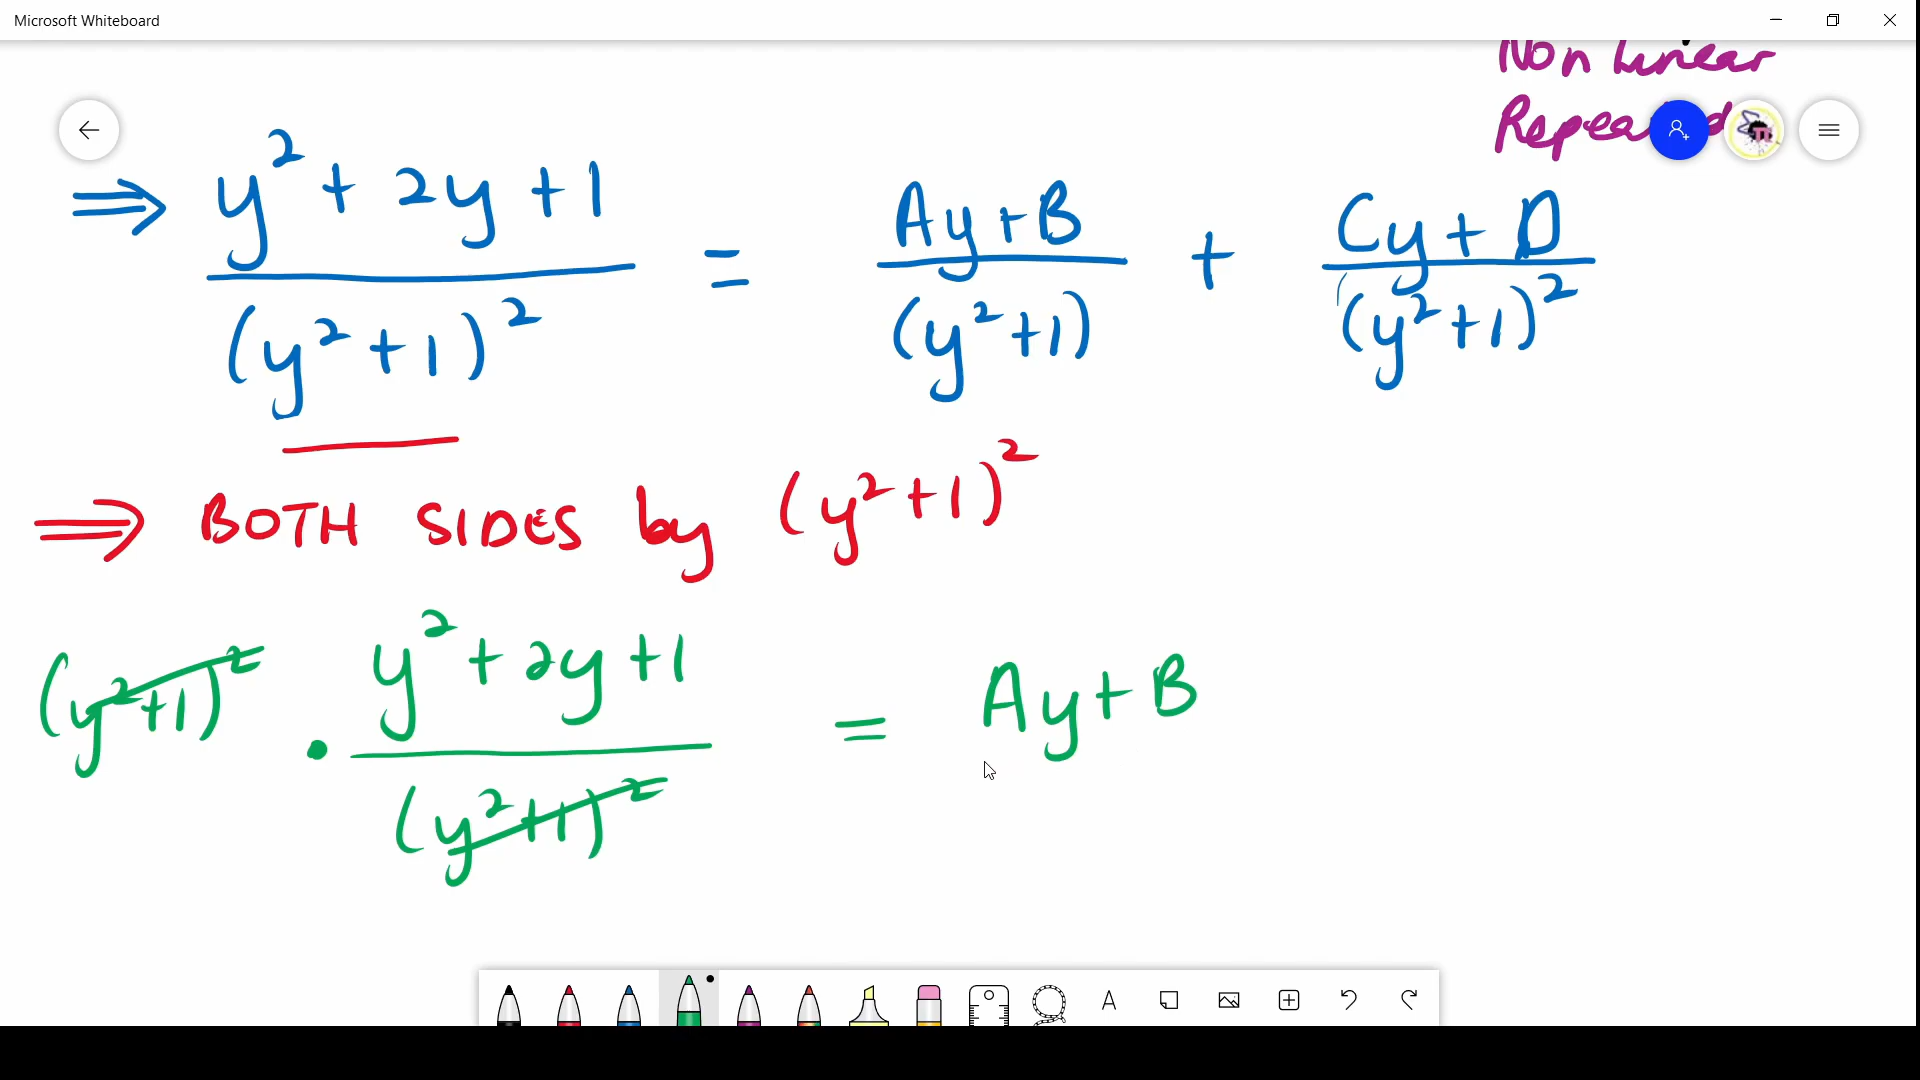 Microsoft Whiteboard
Non Linear
Repeated
⇒ y² + 2y + 1 / (y² + 1)² = Ay + B / (y² + 1) + Cy + D / (y² + 1)²
⇒ BOTH SIDES by (y² + 1)²
(y² + 1)² · y² + 2y + 1 / (y² + 1)² = Ay + B